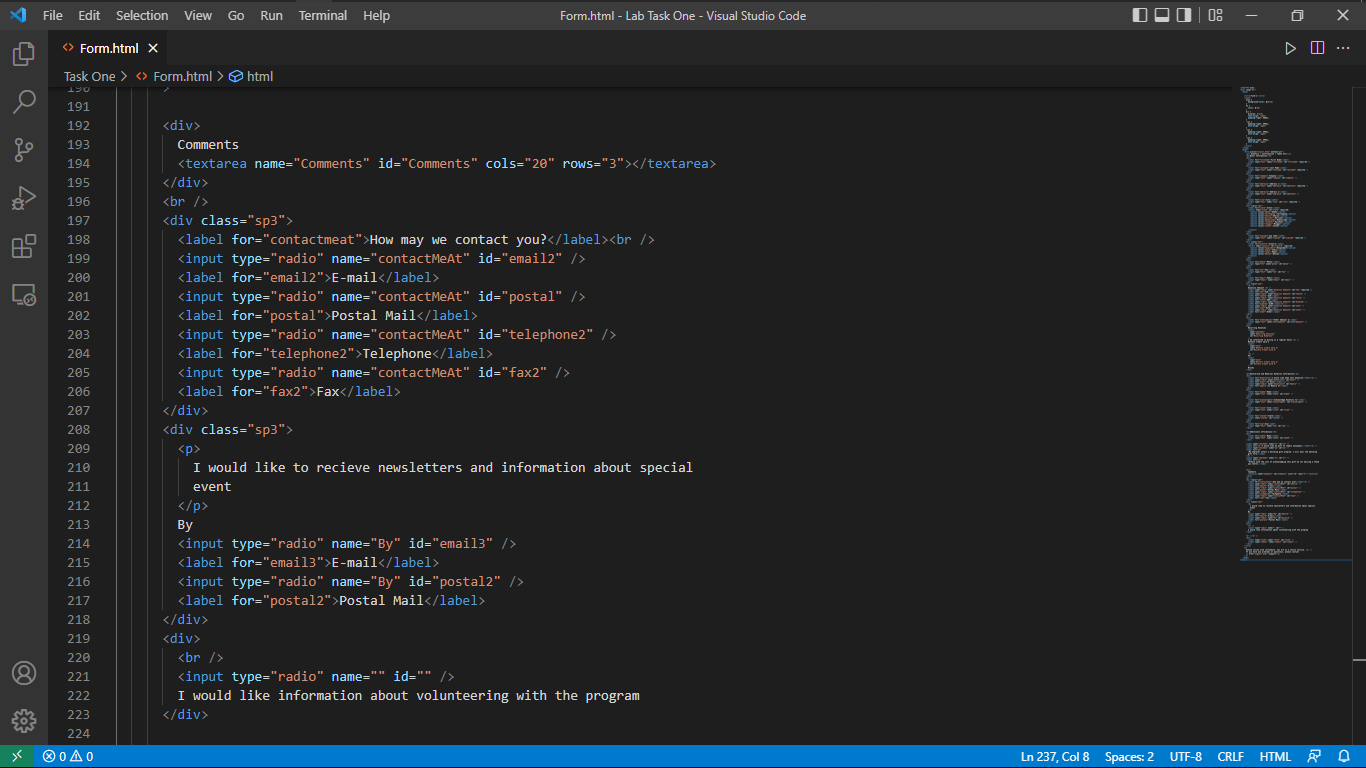 File Edit Selection View Go Run Terminal Help Form.html - Lab Task One - Visual Studio Code
Form.html
Task One > Form.html > html
190 >
191
192 <div>
193 Comments
194 <textarea name="Comments" id="Comments" cols="20" rows="3"></textarea>
195 </div>
196 <br />
197 <div class="sp3">
198 <label for="contactmeat">How may we contact you?</label><br />
199 <input type="radio" name="contactMeAt" id="email2" />
200 <label for="email2">E-mail</label>
201 <input type="radio" name="contactMeAt" id="postal" />
202 <label for="postal">Postal Mail</label>
203 <input type="radio" name="contactMeAt" id="telephone2" />
204 <label for="telephone2">Telephone</label>
205 <input type="radio" name="contactMeAt" id="fax2" />
206 <label for="fax2">Fax</label>
207 </div>
208 <div class="sp3">
209 <p>
210 I would like to recieve newsletters and information about special
211 event
212 </p>
213 By
214 <input type="radio" name="By" id="email3" />
215 <label for="email3">E-mail</label>
216 <input type="radio" name="By" id="postal2" />
217 <label for="postal2">Postal Mail</label>
218 </div>
219 <div>
220 <br />
221 <input type="radio" name="" id="" />
222 I would like information about volunteering with the program
223 </div>
224
0 0 Ln 237, Col 8 Spaces: 2 UTF-8 CRLF HTML